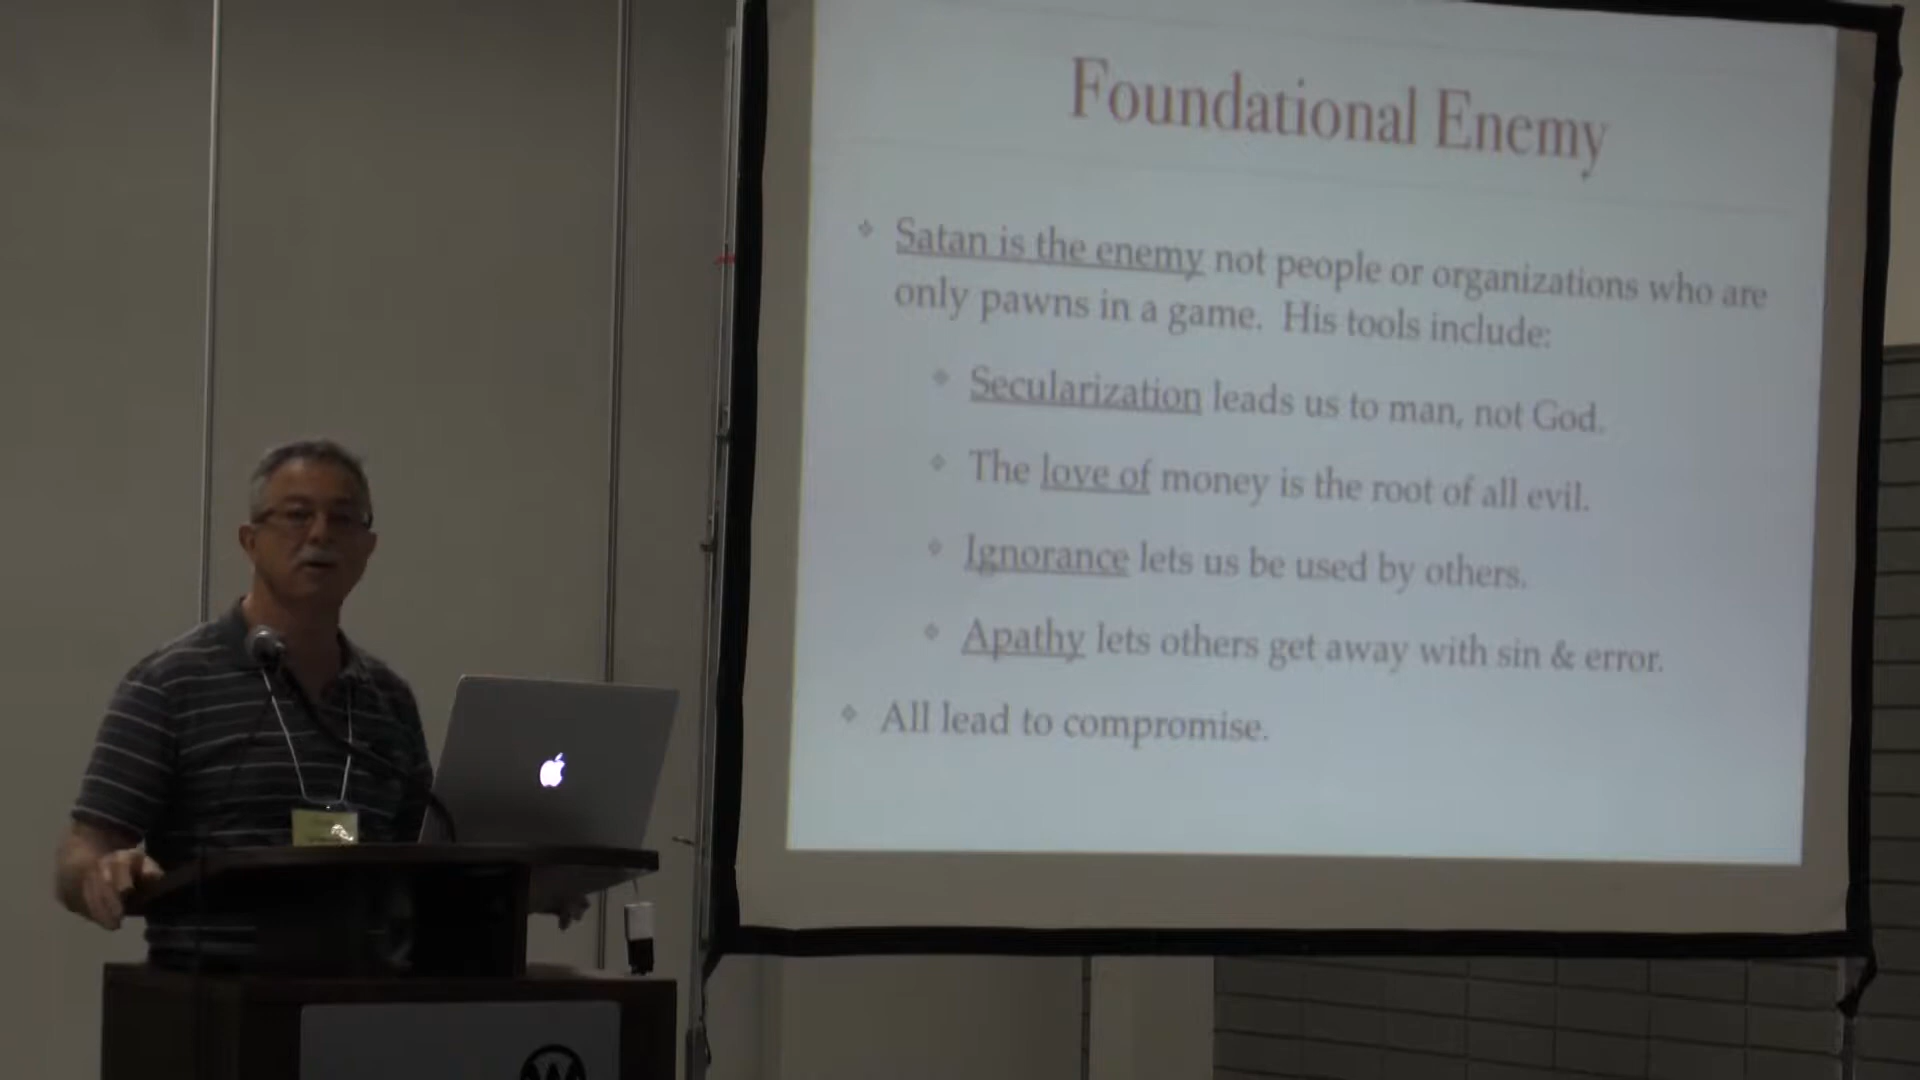 Foundational Enemy
Satan is the enemy not people or organizations who are
only pawns in a game. His tools include:
Secularization leads us to man, not God.
The love of money is the root of all evil.
Ignorance lets us be used by others.
Apathy lets others get away with sin & error.
All lead to compromise.
W